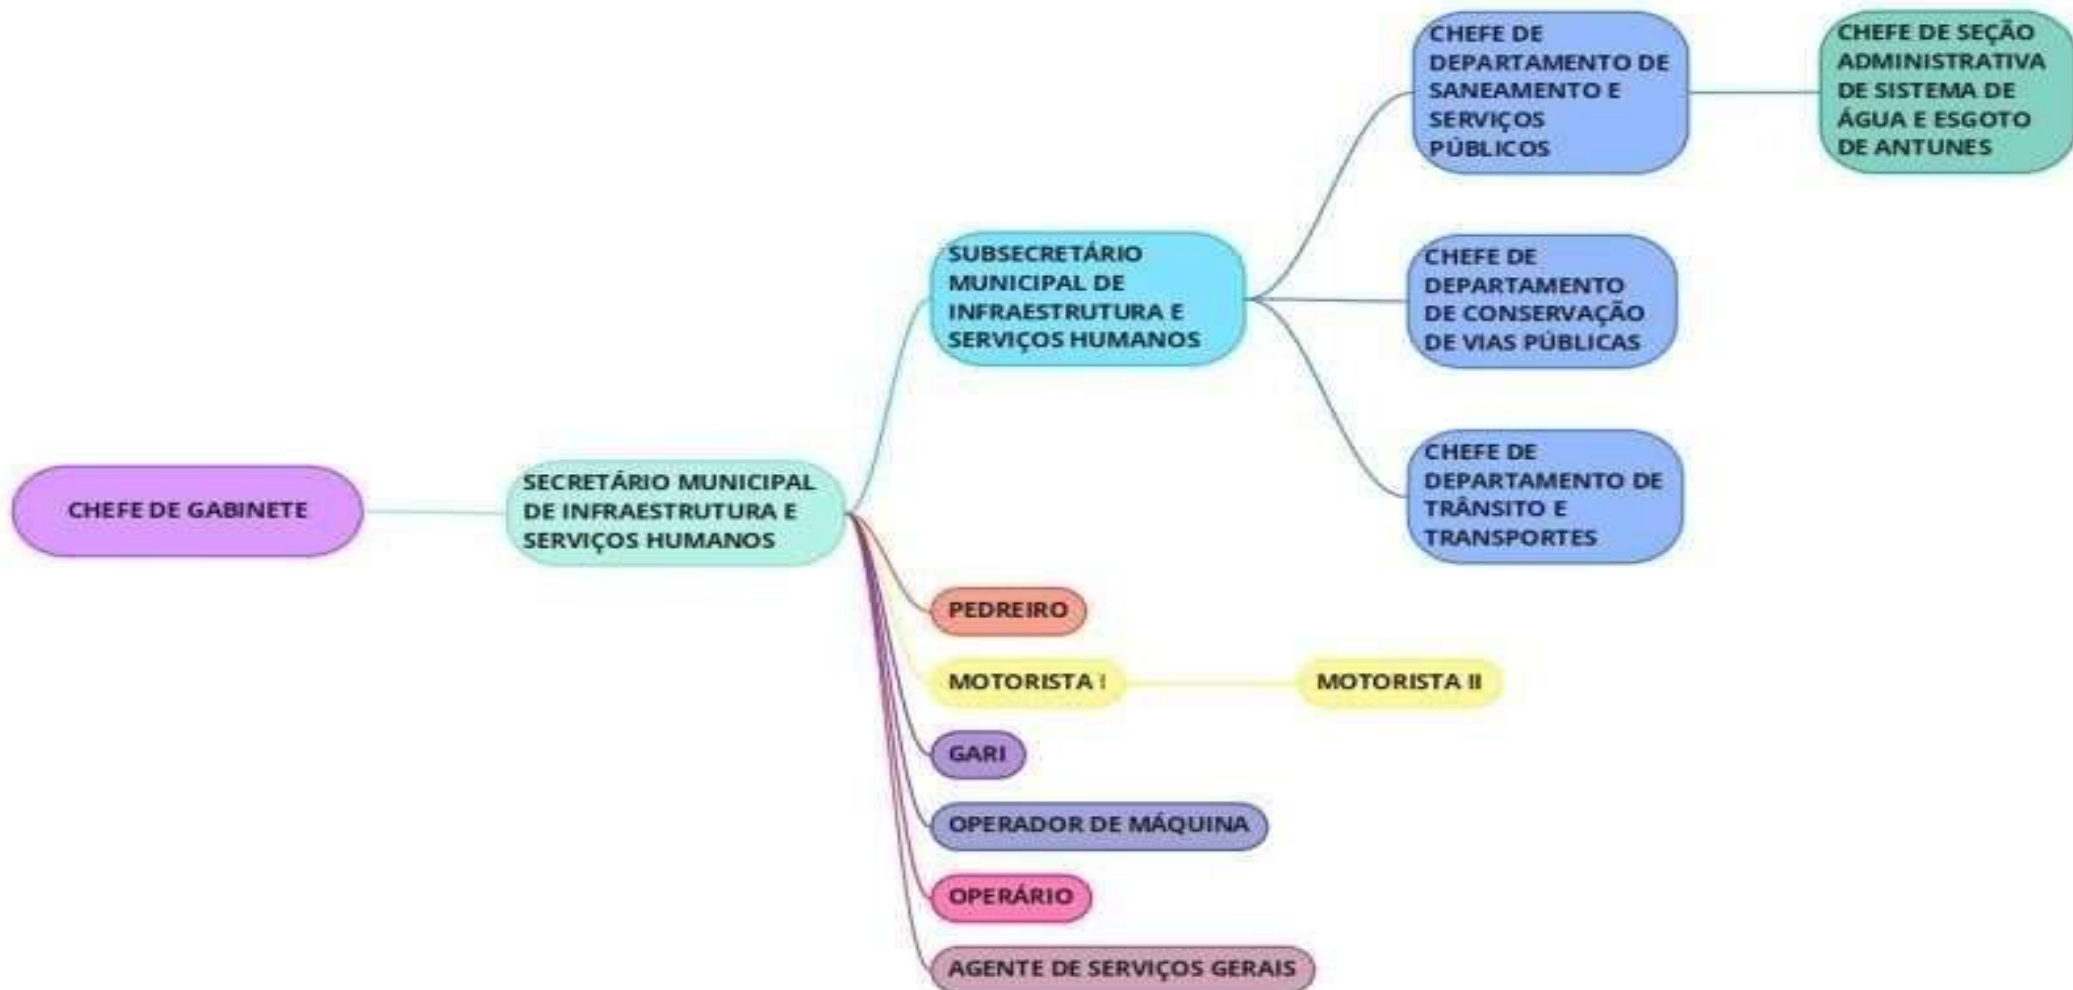 CHEFE DE GABINETE
SECRETÁRIO MUNICIPAL
DE INFRAESTRUTURA E
SERVIÇOS HUMANOS
SUBSECRETÁRIO
MUNICIPAL DE
INFRAESTRUTURA E
SERVIÇOS HUMANOS
CHEFE DE
DEPARTAMENTO DE
SANEAMENTO E
SERVIÇOS
PÚBLICOS
CHEFE DE SEÇÃO
ADMINISTRATIVA
DE SISTEMA DE
ÁGUA E ESGOTO
DE ANTUNES
CHEFE DE
DEPARTAMENTO
DE CONSERVAÇÃO
DE VIAS PÚBLICAS
CHEFE DE
DEPARTAMENTO DE
TRÂNSITO E
TRANSPORTES
PEDREIRO
MOTORISTA I
MOTORISTA II
GARI
OPERADOR DE MÁQUINA
OPERÁRIO
AGENTE DE SERVIÇOS GERAIS